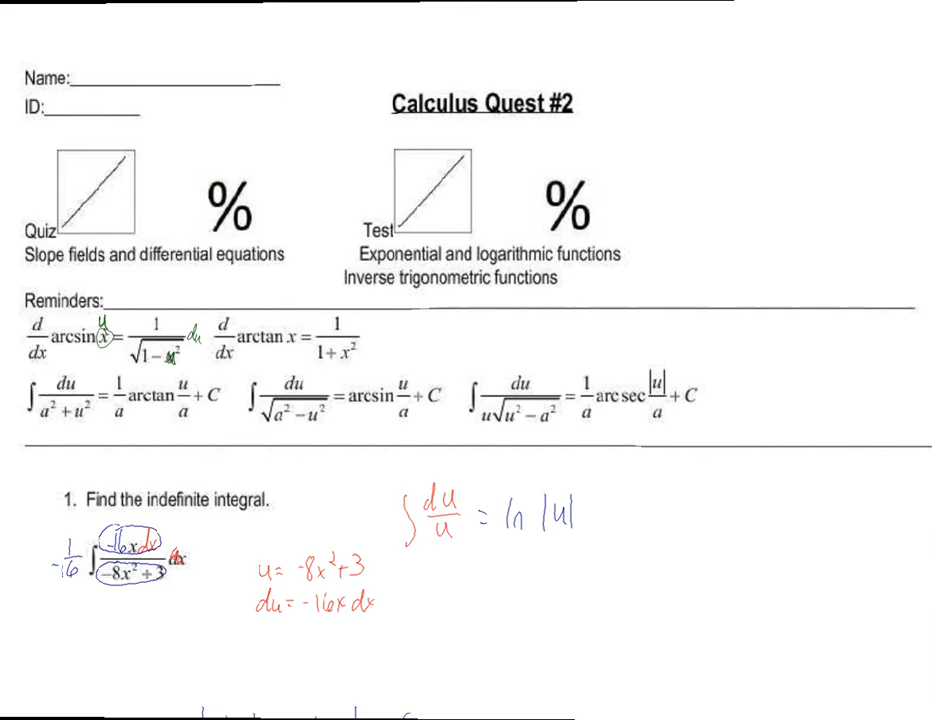 Name:
ID:
Calculus Quest #2
%
%
Quiz
Test
Slope fields and differential equations
Exponential and logarithmic functions
Inverse trigonometric functions
Reminders:
d/dx arcsin x = 1/√(1 − u²) du
u
d/dx arctan x = 1/(1 + x²)
∫ du/(a² + u²) = 1/a arctan u/a + C
∫ du/√(a² − u²) = arcsin u/a + C
∫ du/(u√(u² − a²)) = 1/a arc sec |u|/a + C
1. Find the indefinite integral.
∫ du/u = ln |u|
1/-16 ∫ -16x dx/(-8x² + 3) dx
u = -8x² + 3
du = -16x dx